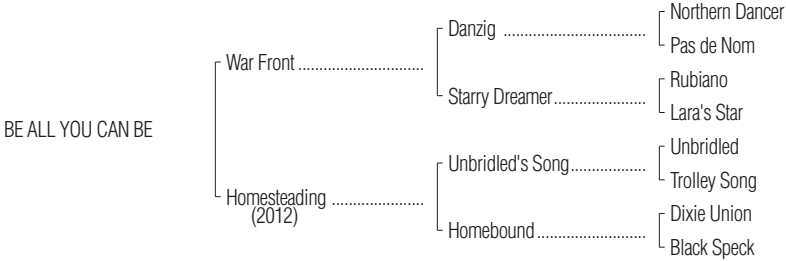 Northern Dancer
Danzig ..................................
Pas de Nom
War Front ..............................
Rubiano
Starry Dreamer......................
Lara's Star
BE ALL YOU CAN BE
Unbridled
Unbridled's Song..................
Trolley Song
Homesteading ......................
(2012)
Dixie Union
Homebound..........................
Black Speck